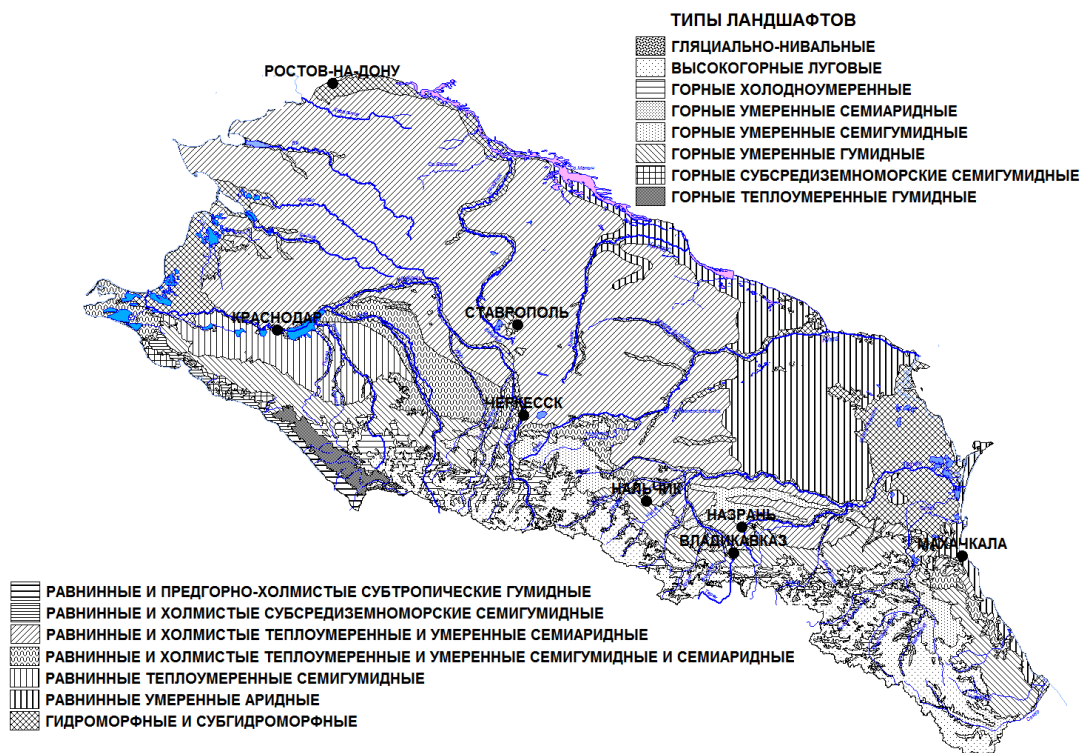 ТИПЫ ЛАНДШАФТОВ
ГЛЯЦИАЛЬНО-НИВАЛЬНЫЕ
ВЫСОКОГОРНЫЕ ЛУГОВЫЕ
ГОРНЫЕ ХОЛОДНОУМЕРЕННЫЕ
ГОРНЫЕ УМЕРЕННЫЕ СЕМИАРИДНЫЕ
ГОРНЫЕ УМЕРЕННЫЕ СЕМИГУМИДНЫЕ
ГОРНЫЕ УМЕРЕННЫЕ ГУМИДНЫЕ
ГОРНЫЕ СУБСРЕДИЗЕМНОМОРСКИЕ СЕМИГУМИДНЫЕ
ГОРНЫЕ ТЕПЛОУМЕРЕННЫЕ ГУМИДНЫЕ
РОСТОВ-НА-ДОНУ
КРАСНОДАР
СТАВРОПОЛЬ
ЧЕРКЕССК
НАЛЬЧИК
НАЗРАНЬ
ВЛАДИКАВКАЗ
МАХАЧКАЛА
РАВНИННЫЕ И ПРЕДГОРНО-ХОЛМИСТЫЕ СУБТРОПИЧЕСКИЕ ГУМИДНЫЕ
РАВНИННЫЕ И ХОЛМИСТЫЕ СУБСРЕДИЗЕМНОМОРСКИЕ СЕМИГУМИДНЫЕ
РАВНИННЫЕ И ХОЛМИСТЫЕ ТЕПЛОУМЕРЕННЫЕ И УМЕРЕННЫЕ СЕМИАРИДНЫЕ
РАВНИННЫЕ И ХОЛМИСТЫЕ ТЕПЛОУМЕРЕННЫЕ И УМЕРЕННЫЕ СЕМИГУМИДНЫЕ И СЕМИАРИДНЫЕ
РАВНИННЫЕ ТЕПЛОУМЕРЕННЫЕ СЕМИГУМИДНЫЕ
РАВНИННЫЕ УМЕРЕННЫЕ АРИДНЫЕ
ГИДРОМОРФНЫЕ И СУБГИДРОМОРФНЫЕ